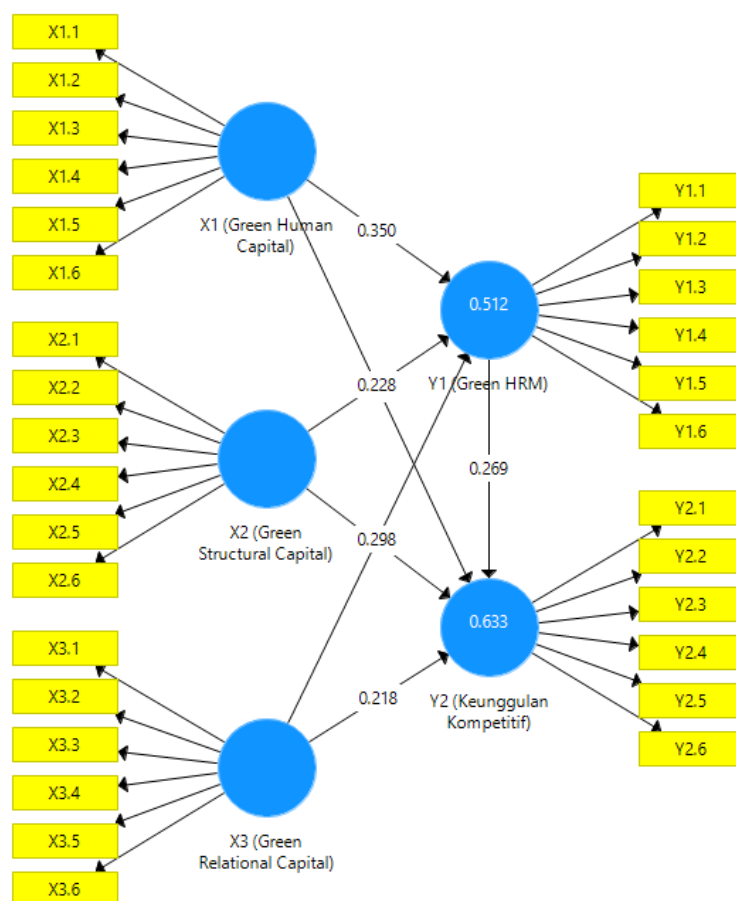 X1.1
X1.2
X1.3
X1.4
X1.5
X1.6
X1 (Green Human
Capital)
0.350
X2.1
X2.2
X2.3
X2.4
X2.5
X2.6
X2 (Green
Structural Capital)
0.228
0.298
X3.1
X3.2
X3.3
X3.4
X3.5
X3.6
X3 (Green
Relational Capital)
0.218
0.512
Y1 (Green HRM)
0.269
Y1.1
Y1.2
Y1.3
Y1.4
Y1.5
Y1.6
0.633
Y2 (Keunggulan
Kompetitif)
Y2.1
Y2.2
Y2.3
Y2.4
Y2.5
Y2.6